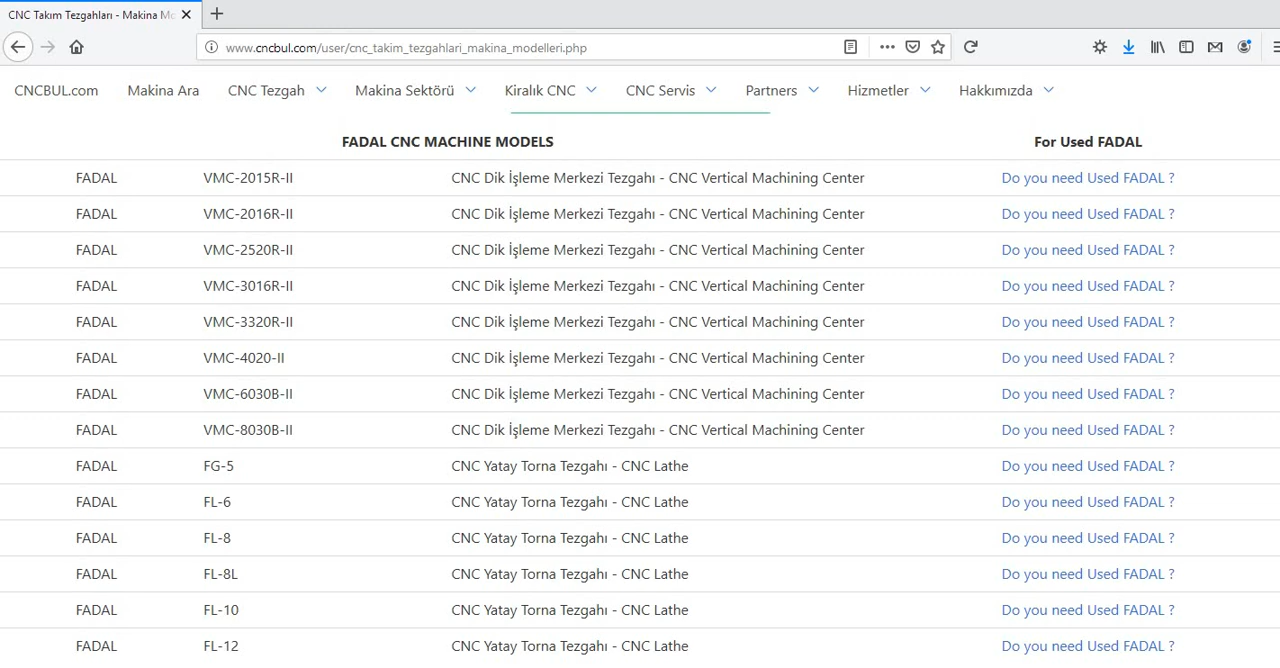 CNC Takım Tezgahları - Makina Mo
www.cncbul.com/user/cnc_takim_tezgahlari_makina_modelleri.php
CNCBUL.com Makina Ara CNC Tezgah Makina Sektörü Kiralık CNC CNC Servis Partners Hizmetler Hakkımızda
FADAL CNC MACHINE MODELS For Used FADAL
FADAL VMC-2015R-II CNC Dik İşleme Merkezi Tezgahı - CNC Vertical Machining Center Do you need Used FADAL ?
FADAL VMC-2016R-II CNC Dik İşleme Merkezi Tezgahı - CNC Vertical Machining Center Do you need Used FADAL ?
FADAL VMC-2520R-II CNC Dik İşleme Merkezi Tezgahı - CNC Vertical Machining Center Do you need Used FADAL ?
FADAL VMC-3016R-II CNC Dik İşleme Merkezi Tezgahı - CNC Vertical Machining Center Do you need Used FADAL ?
FADAL VMC-3320R-II CNC Dik İşleme Merkezi Tezgahı - CNC Vertical Machining Center Do you need Used FADAL ?
FADAL VMC-4020-II CNC Dik İşleme Merkezi Tezgahı - CNC Vertical Machining Center Do you need Used FADAL ?
FADAL VMC-6030B-II CNC Dik İşleme Merkezi Tezgahı - CNC Vertical Machining Center Do you need Used FADAL ?
FADAL VMC-8030B-II CNC Dik İşleme Merkezi Tezgahı - CNC Vertical Machining Center Do you need Used FADAL ?
FADAL FG-5 CNC Yatay Torna Tezgahı - CNC Lathe Do you need Used FADAL ?
FADAL FL-6 CNC Yatay Torna Tezgahı - CNC Lathe Do you need Used FADAL ?
FADAL FL-8 CNC Yatay Torna Tezgahı - CNC Lathe Do you need Used FADAL ?
FADAL FL-8L CNC Yatay Torna Tezgahı - CNC Lathe Do you need Used FADAL ?
FADAL FL-10 CNC Yatay Torna Tezgahı - CNC Lathe Do you need Used FADAL ?
FADAL FL-12 CNC Yatay Torna Tezgahı - CNC Lathe Do you need Used FADAL ?